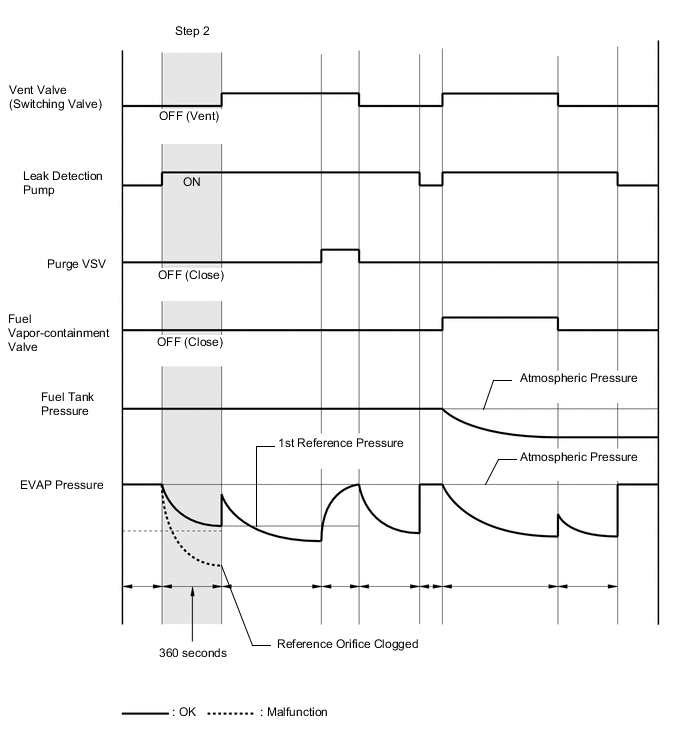 Step 2
Vent Valve
(Switching Valve)
OFF (Vent)
Leak Detection
Pump
ON
Purge VSV
OFF (Close)
Fuel
Vapor-containment
Valve
OFF (Close)
Fuel Tank
Pressure
Atmospheric Pressure
1st Reference Pressure
EVAP Pressure
Atmospheric Pressure
Reference Orifice Clogged
360 seconds
: OK
: Malfunction